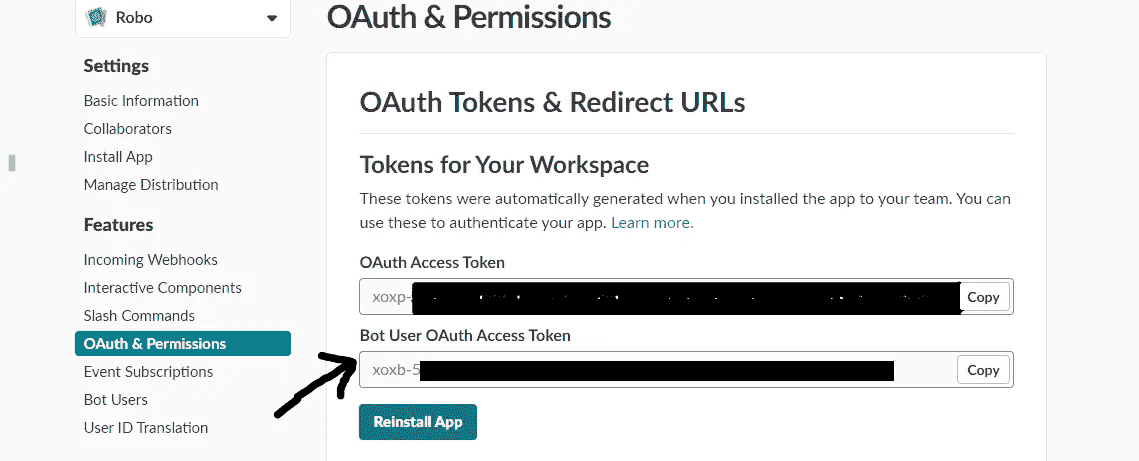 Robo
Settings
Basic Information
Collaborators
Install App
Manage Distribution
Features
Incoming Webhooks
Interactive Components
Slash Commands
OAuth & Permissions
Event Subscriptions
Bot Users
User ID Translation
OAuth & Permissions
OAuth Tokens & Redirect URLs
Tokens for Your Workspace
These tokens were automatically generated when you installed the app to your team. You can
use these to authenticate your app. Learn more.
OAuth Access Token
xoxp-
Copy
Bot User OAuth Access Token
xoxb-5
Copy
Reinstall App